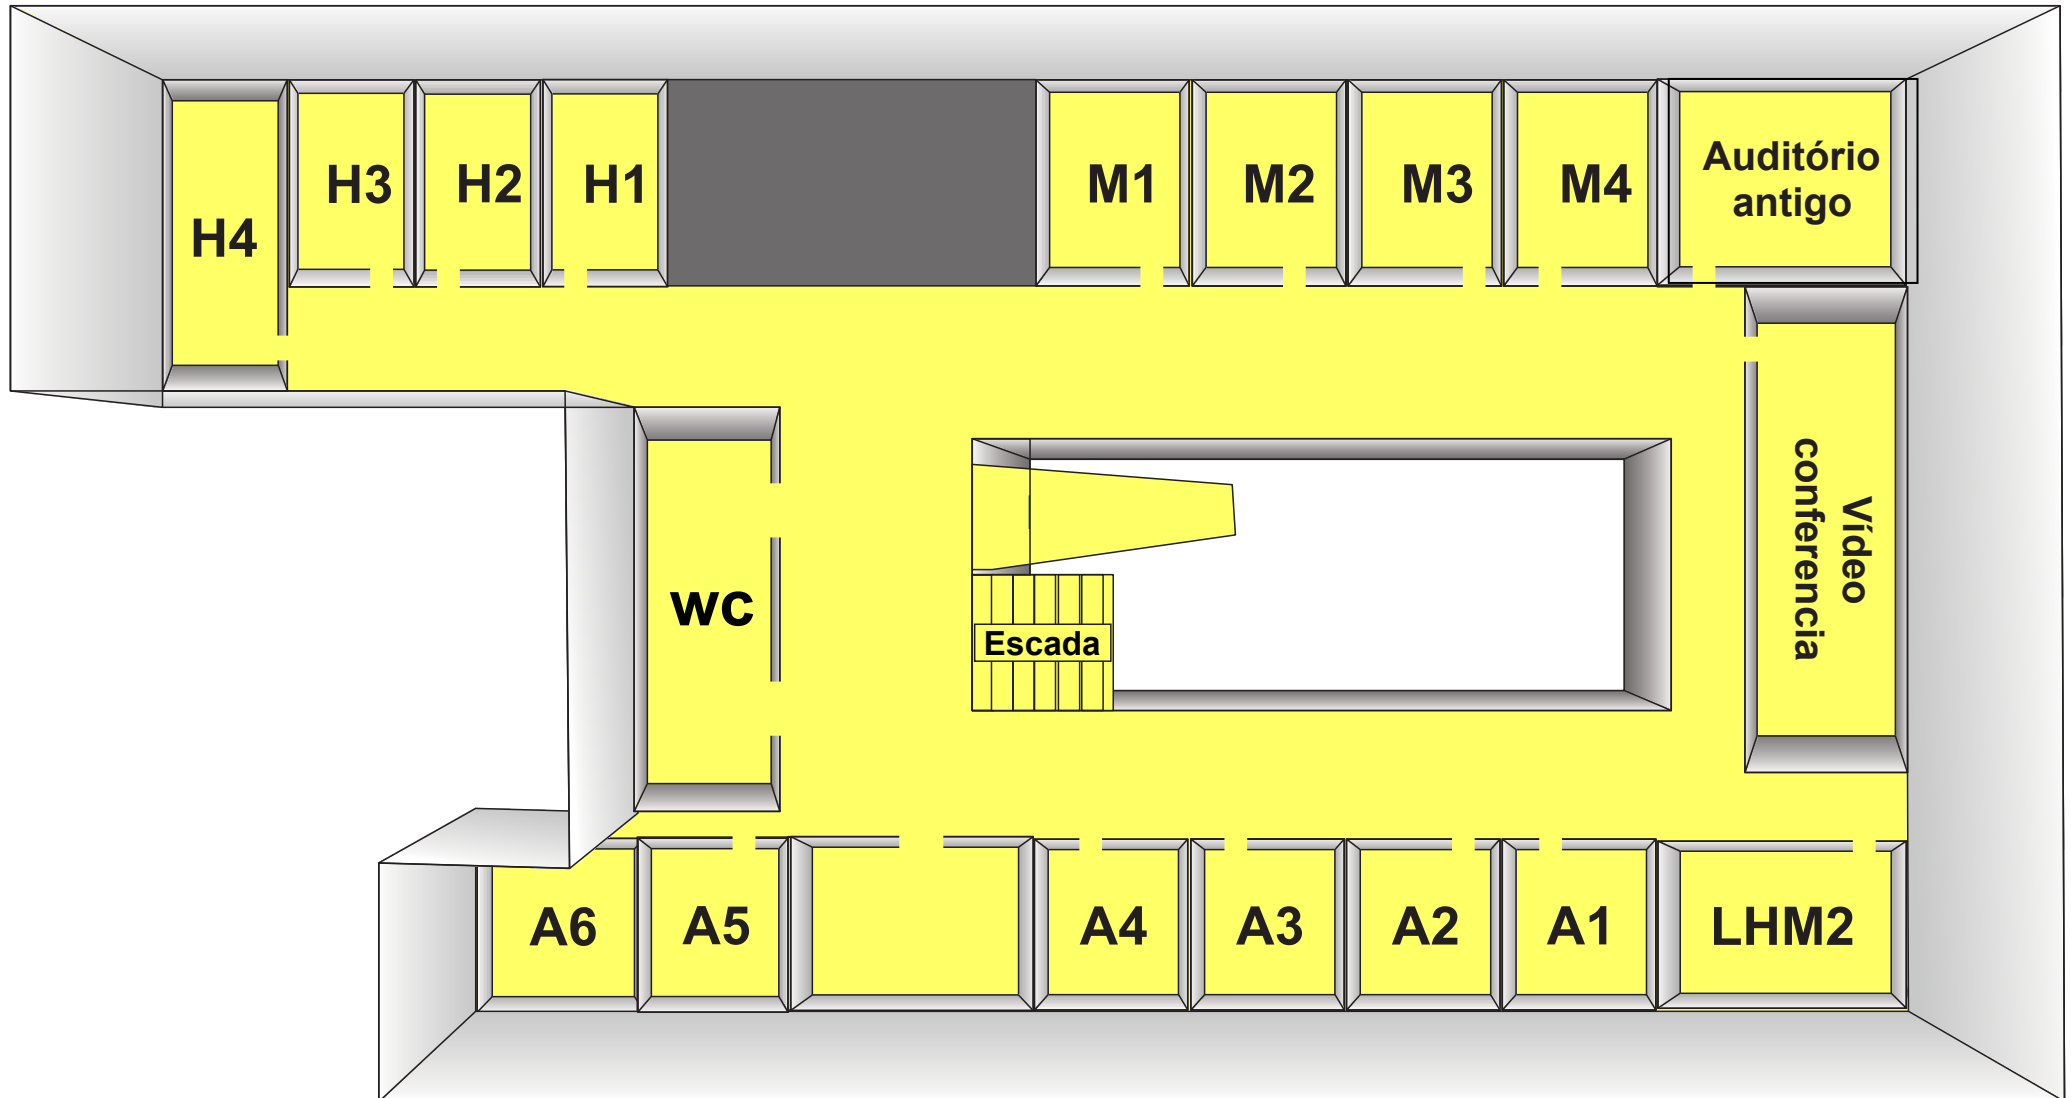 H4
H3
H2
H1
M1
M2
M3
M4
Auditório
antigo
Vídeo
conferencia
wc
Escada
A6
A5
A4
A3
A2
A1
LHM2